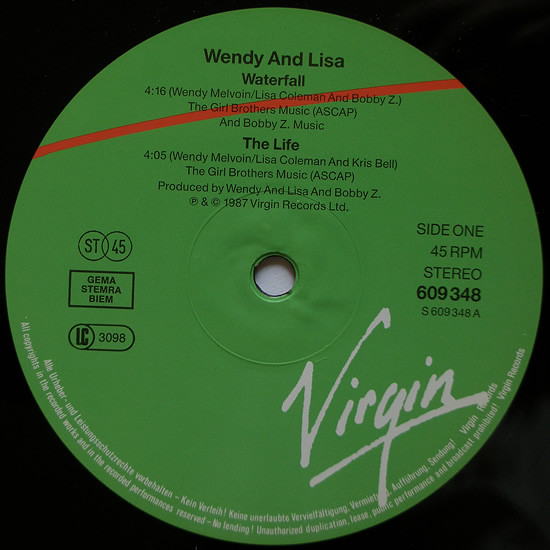 Wendy And Lisa
Waterfall
4:16 (Wendy Melvoin/Lisa Coleman And Bobby Z.)
The Girl Brothers Music (ASCAP)
And Bobby Z. Music
The Life
4:05 (Wendy Melvoin/Lisa Coleman And Kris Bell)
The Girl Brothers Music (ASCAP)
Produced by Wendy And Lisa And Bobby Z.
℗ & © 1987 Virgin Records Ltd.
SIDE ONE
45 RPM
STEREO
609 348
S 609 348 A
ST 45
GEMA
STEMRA
BIEM
LC 3098
Virgin
Alle Urheber- und Leistungsschutzrechte vorbehalten – Kein Verleih! Keine unerlaubte Vervielfältigung, Vermietung, Aufführung, Sendung! Virgin Records
All copyrights in the recorded works and in the recorded performances reserved – No lending! Unauthorized duplication, lease, public performance and broadcast prohibited! Virgin Records